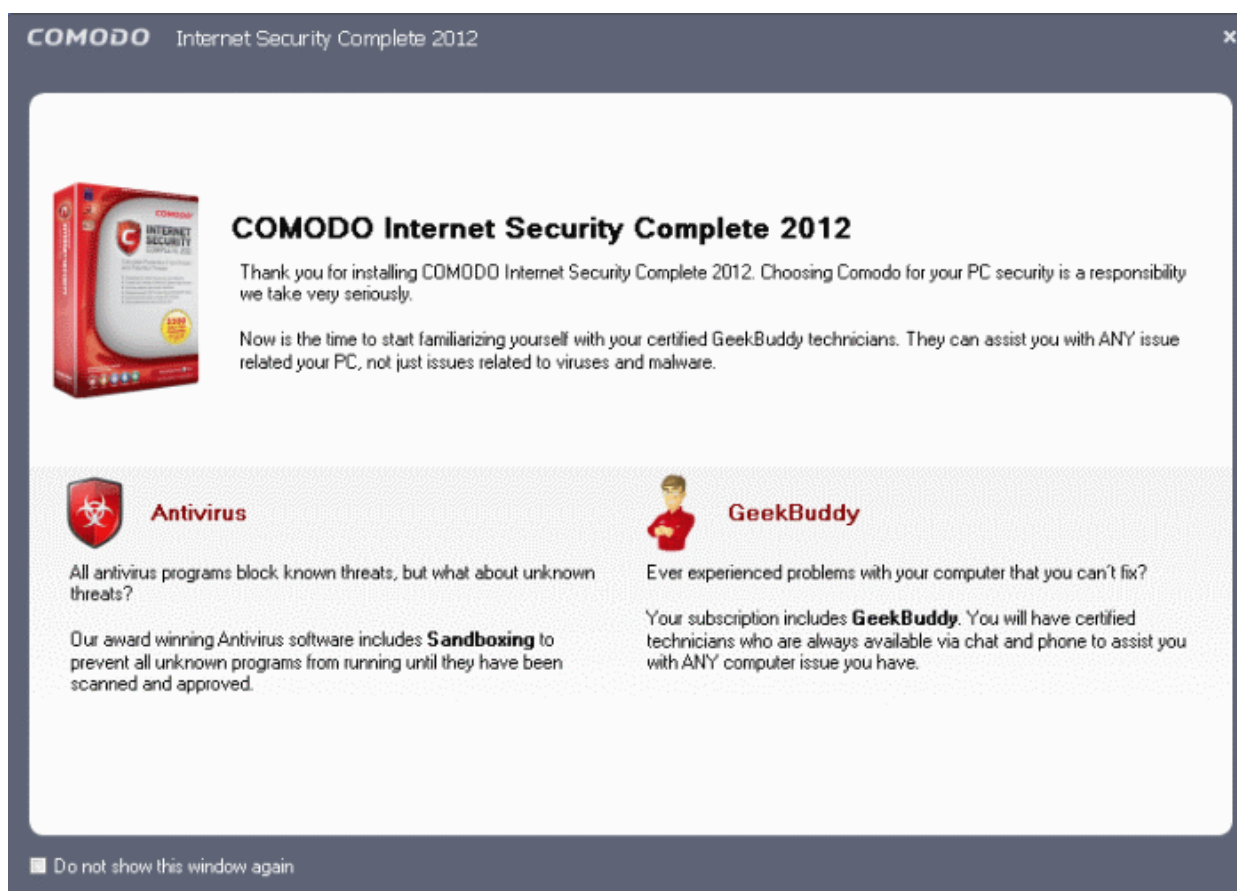 COMODO Internet Security Complete 2012
COMODO
INTERNET
SECURITY
COMODO Internet Security Complete 2012
Thank you for installing COMODO Internet Security Complete 2012. Choosing Comodo for your PC security is a responsibility
we take very seriously.
Now is the time to start familiarizing yourself with your certified GeekBuddy technicians. They can assist you with ANY issue
related your PC, not just issues related to viruses and malware.
Antivirus
All antivirus programs block known threats, but what about unknown
threats?
Our award winning Antivirus software includes Sandboxing to
prevent all unknown programs from running until they have been
scanned and approved.
GeekBuddy
Ever experienced problems with your computer that you can´t fix?
Your subscription includes GeekBuddy. You will have certified
technicians who are always available via chat and phone to assist you
with ANY computer issue you have.
Do not show this window again